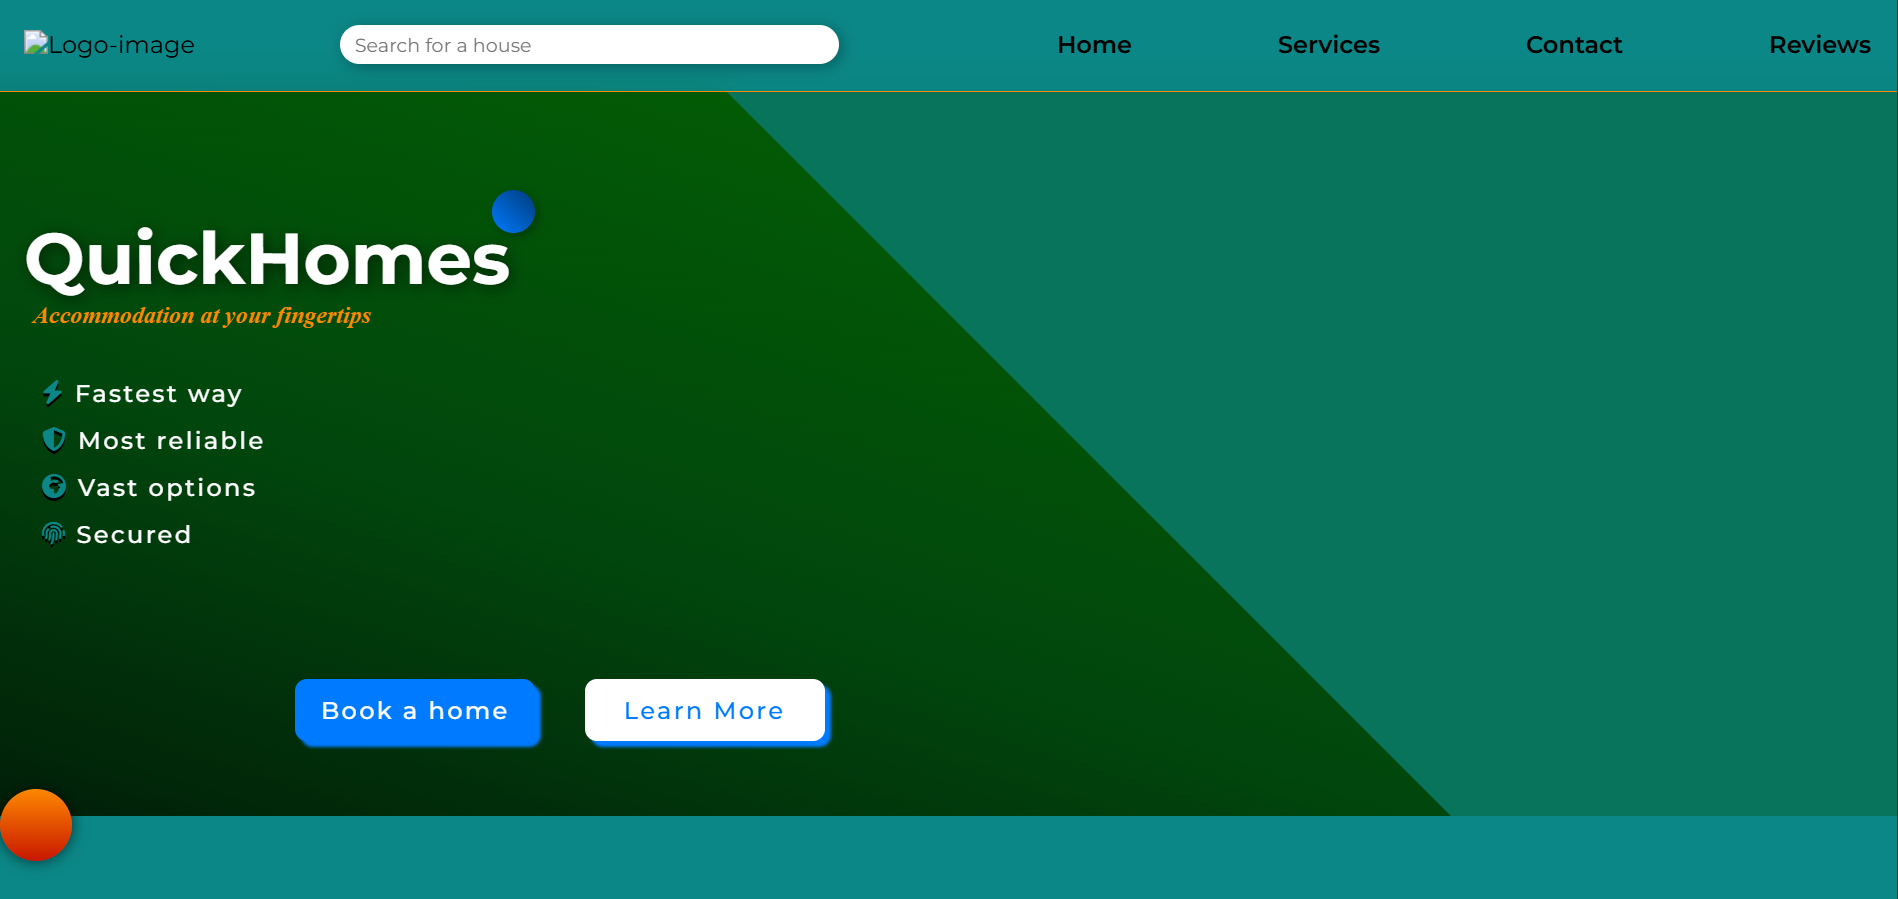 Logo-image
Search for a house
Home
Services
Contact
Reviews
QuickHomes
Accommodation at your fingertips
Fastest way
Most reliable
Vast options
Secured
Book a home
Learn More